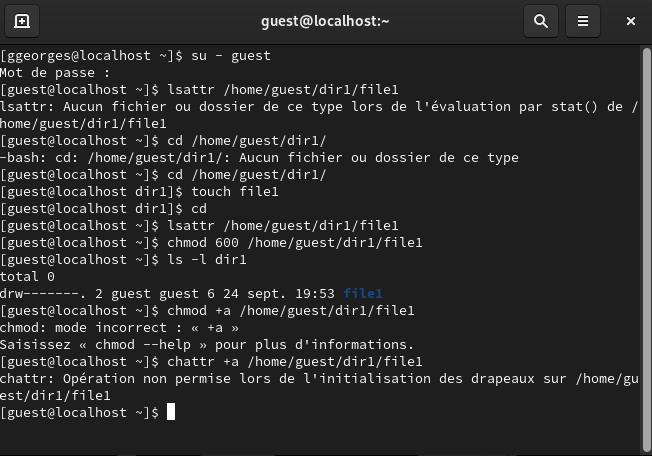 guest@localhost:~
[ggeorges@localhost ~]$ su - guest
Mot de passe :
[guest@localhost ~]$ lsattr /home/guest/dir1/file1
lsattr: Aucun fichier ou dossier de ce type lors de l'évaluation par stat() de /
home/guest/dir1/file1
[guest@localhost ~]$ cd /home/guest/dir1/
-bash: cd: /home/guest/dir1/: Aucun fichier ou dossier de ce type
[guest@localhost ~]$ cd /home/guest/dir1/
[guest@localhost dir1]$ touch file1
[guest@localhost dir1]$ cd
[guest@localhost ~]$ lsattr /home/guest/dir1/file1
[guest@localhost ~]$ chmod 600 /home/guest/dir1/file1
[guest@localhost ~]$ ls -l dir1
total 0
drw-------. 2 guest guest 6 24 sept. 19:53 file1
[guest@localhost ~]$ chmod +a /home/guest/dir1/file1
chmod: mode incorrect : « +a »
Saisissez « chmod --help » pour plus d'informations.
[guest@localhost ~]$ chattr +a /home/guest/dir1/file1
chattr: Opération non permise lors de l'initialisation des drapeaux sur /home/gu
est/dir1/file1
[guest@localhost ~]$